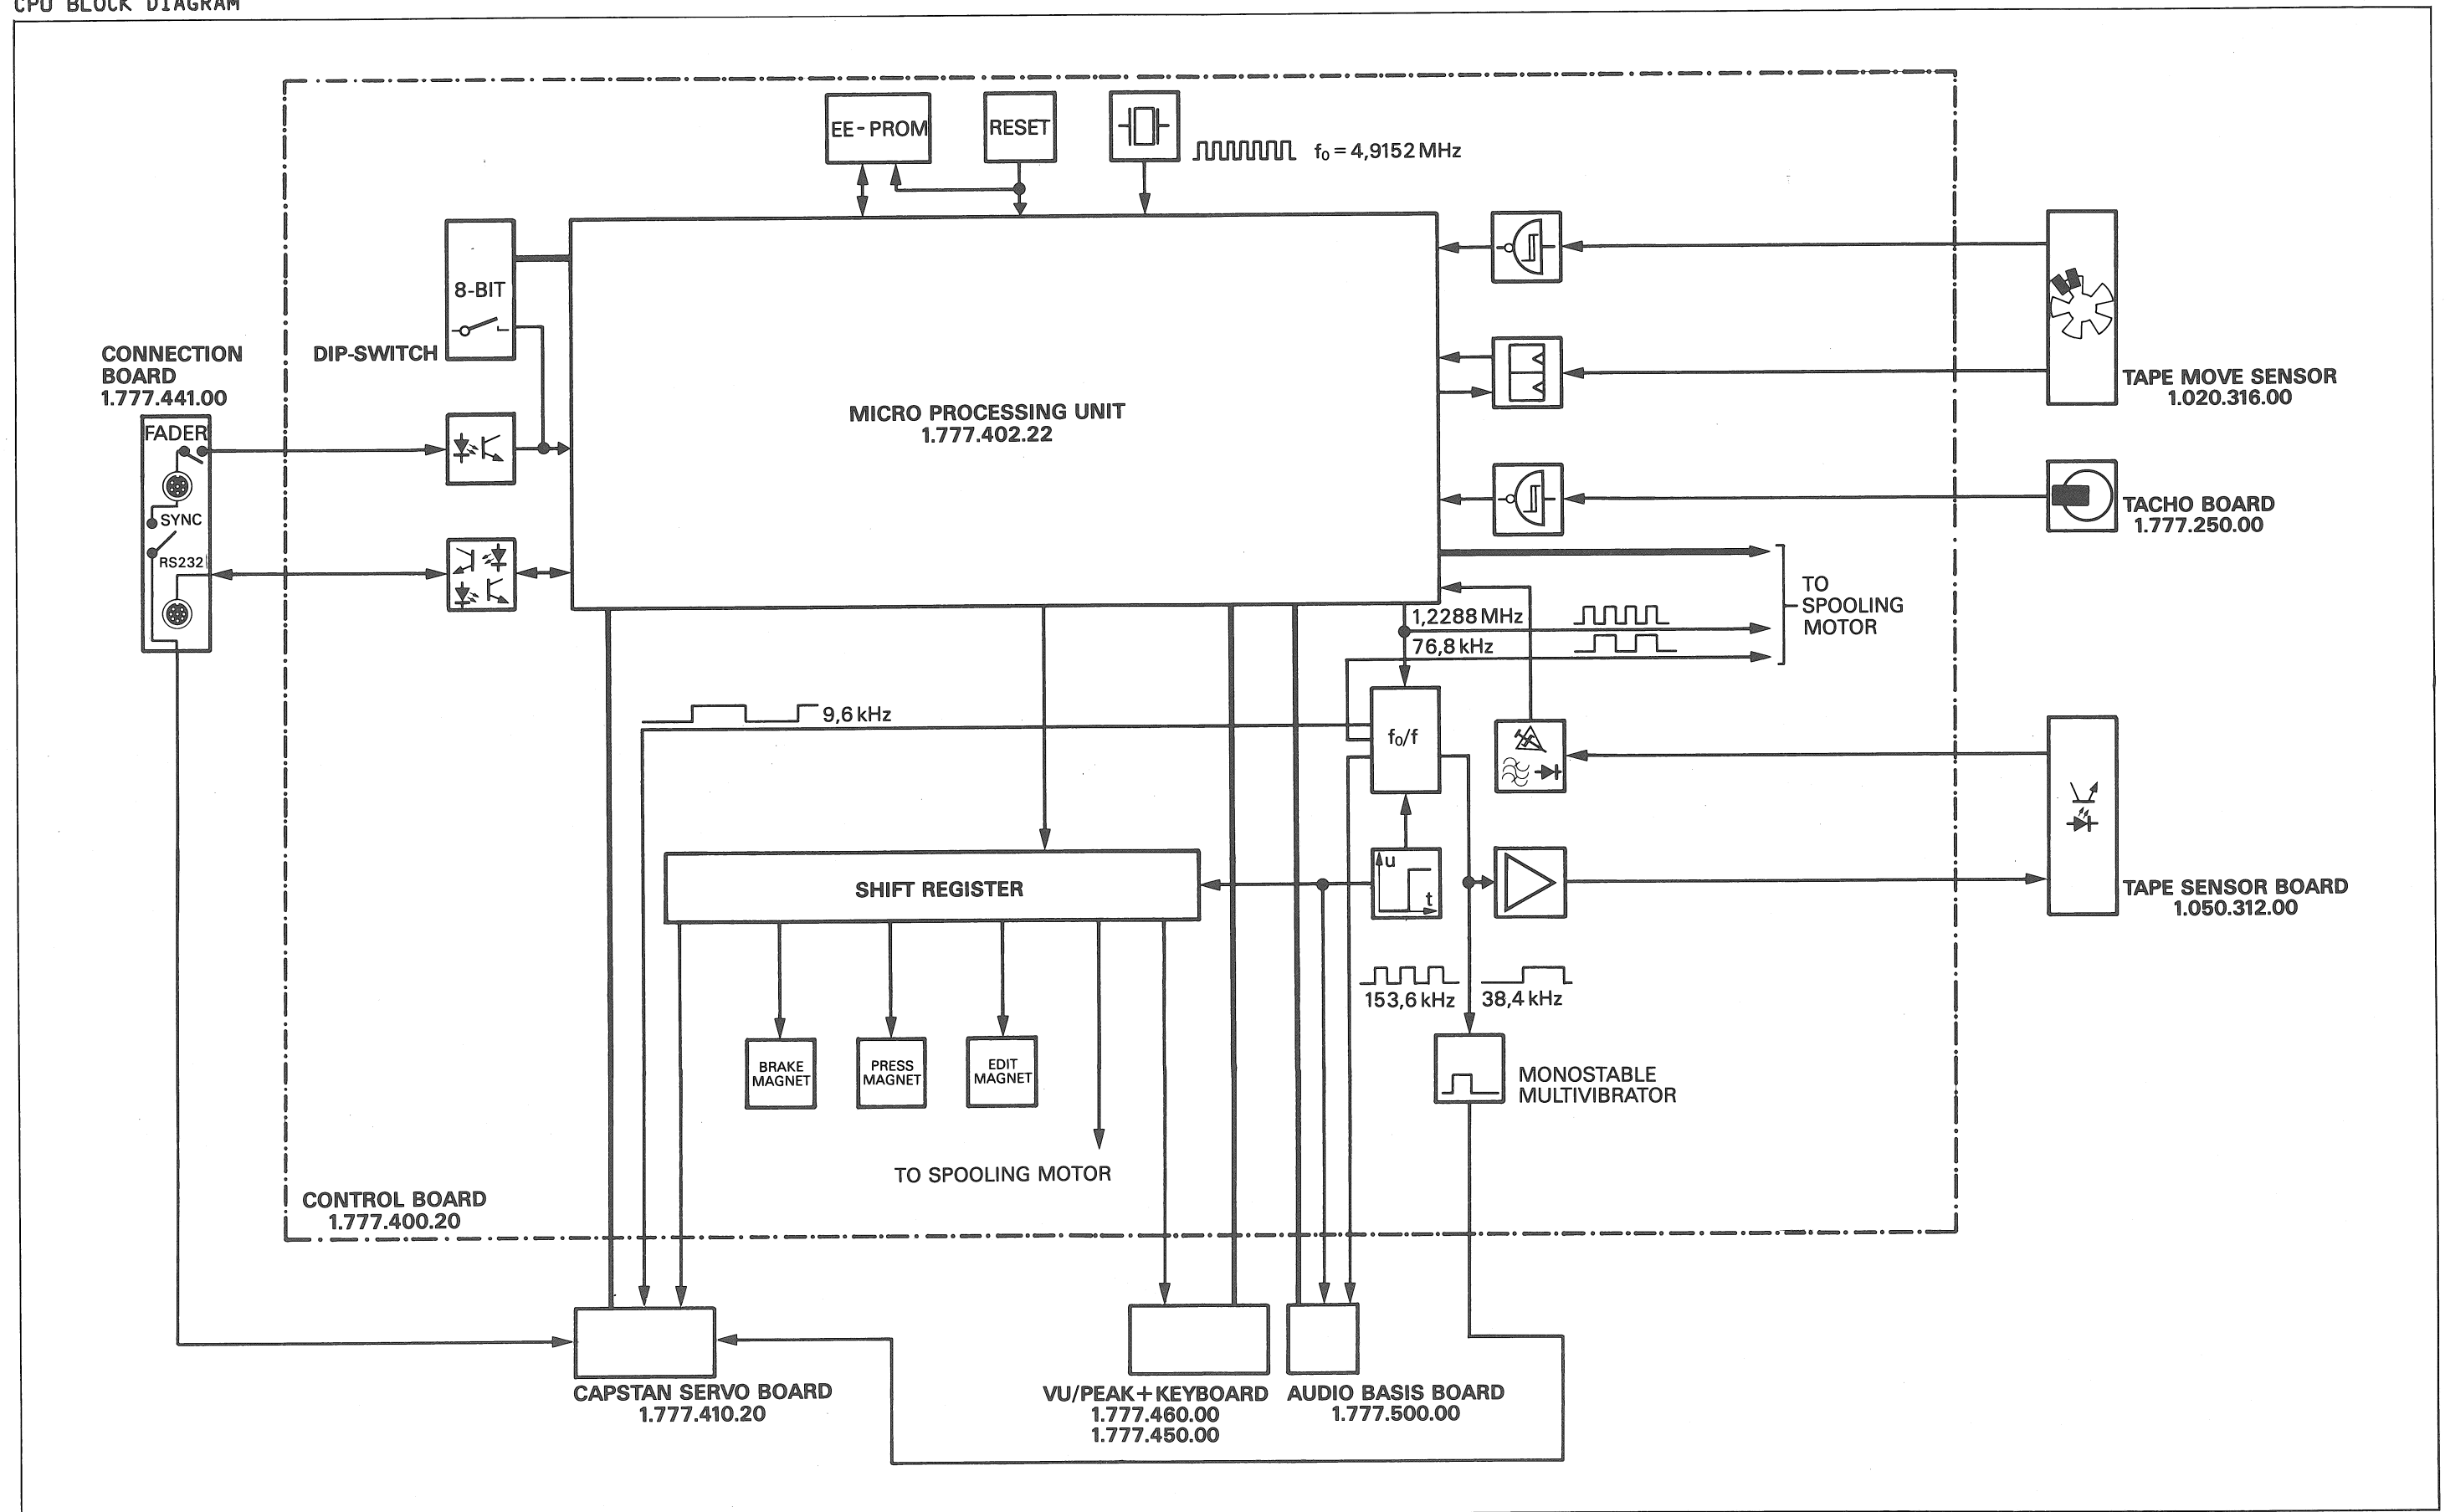 CPU BLOCK DIAGRAM
EE-PROM
RESET
f₀ = 4,9152 MHz
8-BIT
DIP-SWITCH
CONNECTION
BOARD
1.777.441.00
FADER
SYNC
RS232
MICRO PROCESSING UNIT
1.777.402.22
TAPE MOVE SENSOR
1.020.316.00
TACHO BOARD
1.777.250.00
TO
SPOOLING
MOTOR
1,2288 MHz
76,8 kHz
9,6 kHz
f₀/f
SHIFT REGISTER
u
t
TAPE SENSOR BOARD
1.050.312.00
153,6 kHz
38,4 kHz
BRAKE
MAGNET
PRESS
MAGNET
EDIT
MAGNET
MONOSTABLE
MULTIVIBRATOR
TO SPOOLING MOTOR
CONTROL BOARD
1.777.400.20
CAPSTAN SERVO BOARD
1.777.410.20
VU/PEAK+KEYBOARD
1.777.460.00
1.777.450.00
AUDIO BASIS BOARD
1.777.500.00